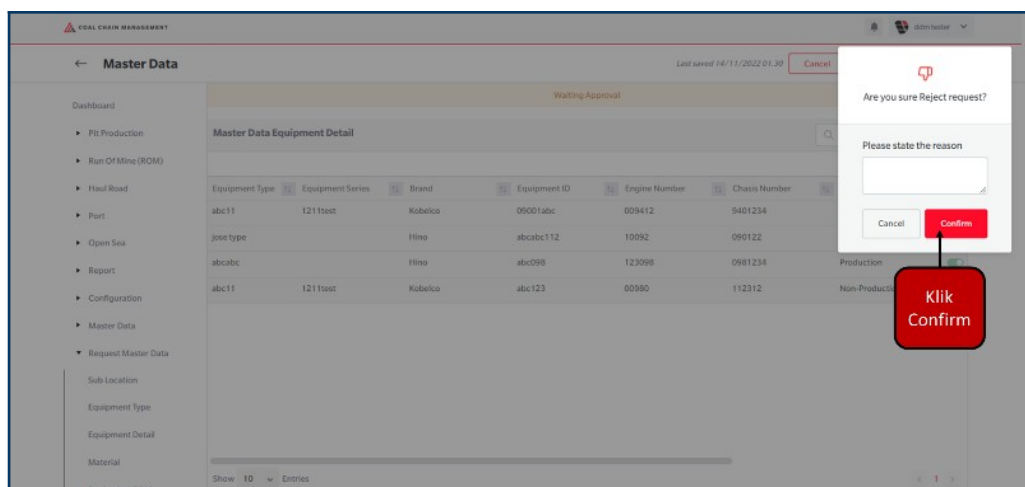 COAL CHAIN MANAGEMENT
ddm tester
Master Data
Last saved 14/11/2022 01.30
Cancel
Are you sure Reject request?
Please state the reason
Cancel
Confirm
Klik
Confirm
Waiting Approval
Dashboard
Pit Production
Run Of Mine (ROM)
Haul Road
Port
Open Sea
Report
Configuration
Master Data
Request Master Data
Sub-Location
Equipment Type
Equipment Detail
Material
Master Data Equipment Detail
Equipment Type Equipment Series Brand Equipment ID Engine Number Chasis Number
abc11 1211test Kobelco 09001abc 009412 9401234
jose type Hino abcabc112 10092 090122
abcabc Hino abc098 123098 0981234 Production
abc11 1211test Kobelco abc123 00980 112312 Non-Production
Show 10 Entries
1